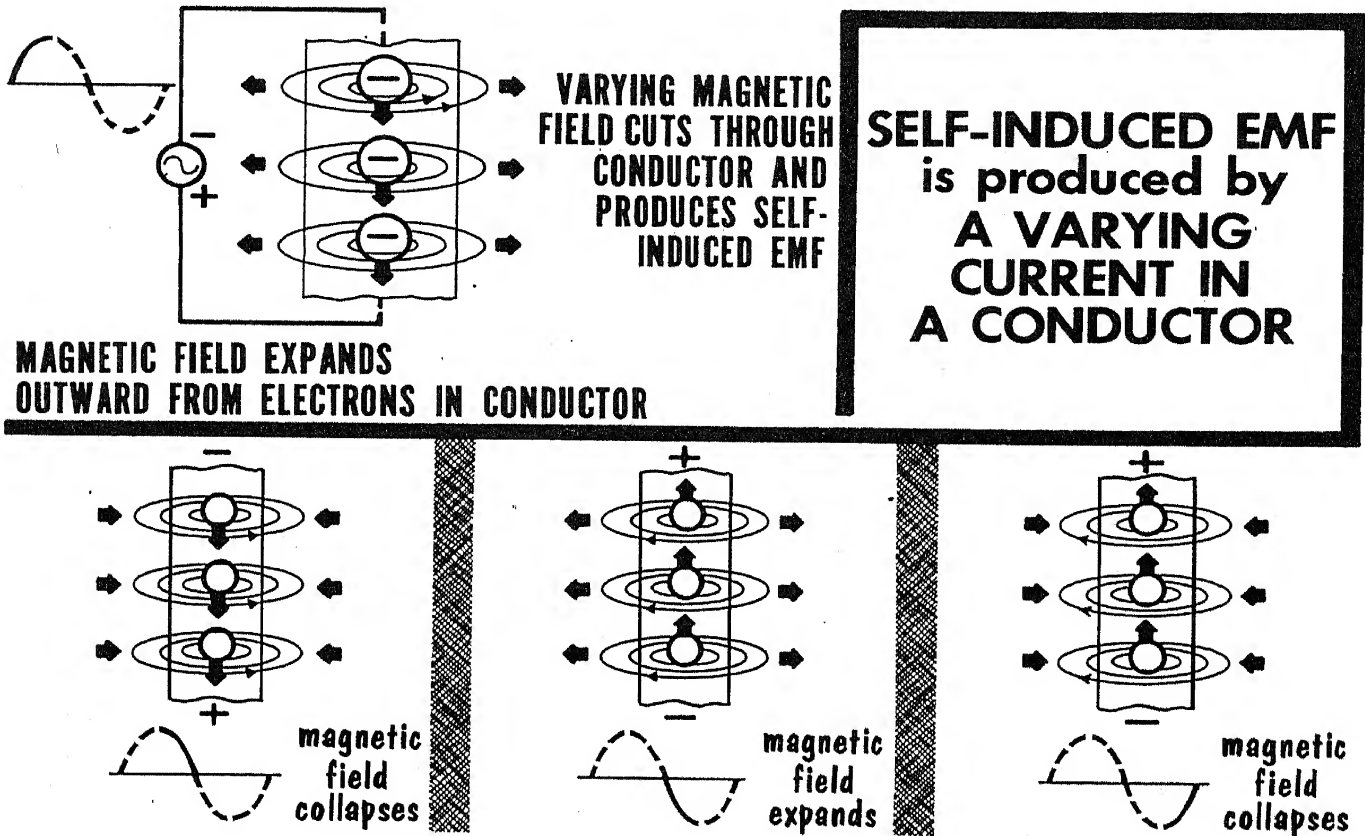 VARYING MAGNETIC
FIELD CUTS THROUGH
CONDUCTOR AND
PRODUCES SELF-
INDUCED EMF
SELF-INDUCED EMF
is produced by
A VARYING
CURRENT IN
A CONDUCTOR
−
+
MAGNETIC FIELD EXPANDS
OUTWARD FROM ELECTRONS IN CONDUCTOR
−
+
magnetic
field
collapses
+
−
magnetic
field
expands
+
−
magnetic
field
collapses